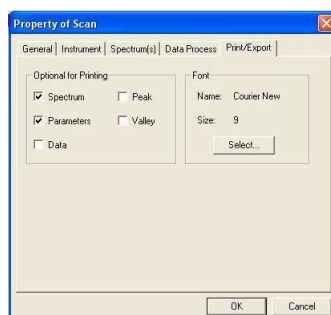 Property of Scan
General Instrument Spectrum(s) Data Process Print/Export
Optional for Printing
Spectrum Peak
Parameters Valley
Data
Font
Name: Courier New
Size: 9
Select...
OK Cancel